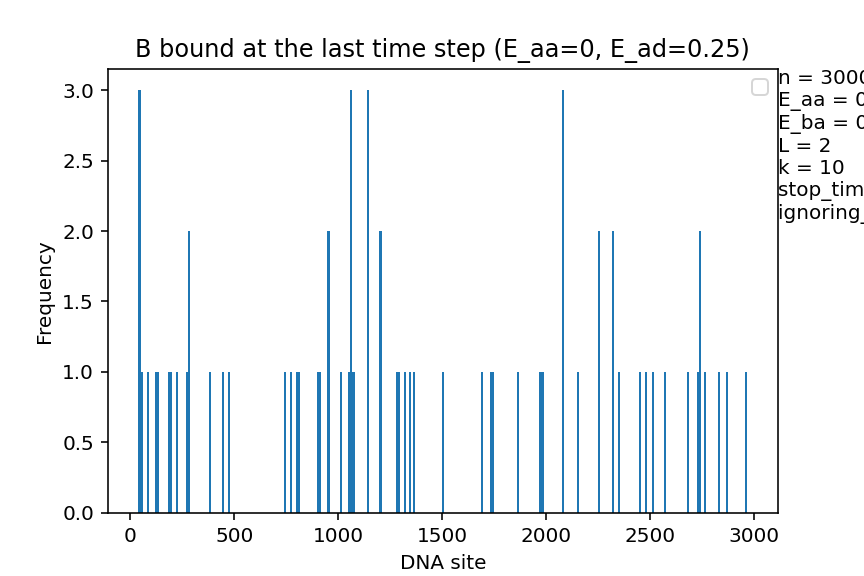 B bound at the last time step (E_aa=0, E_ad=0.25)
n = 3000
E_aa = 0
E_ba = 0
L = 2
k = 10
stop_tim
ignoring_
3.0
2.5
2.0
1.5
1.0
0.5
0.0
Frequency
0 500 1000 1500 2000 2500 3000
DNA site